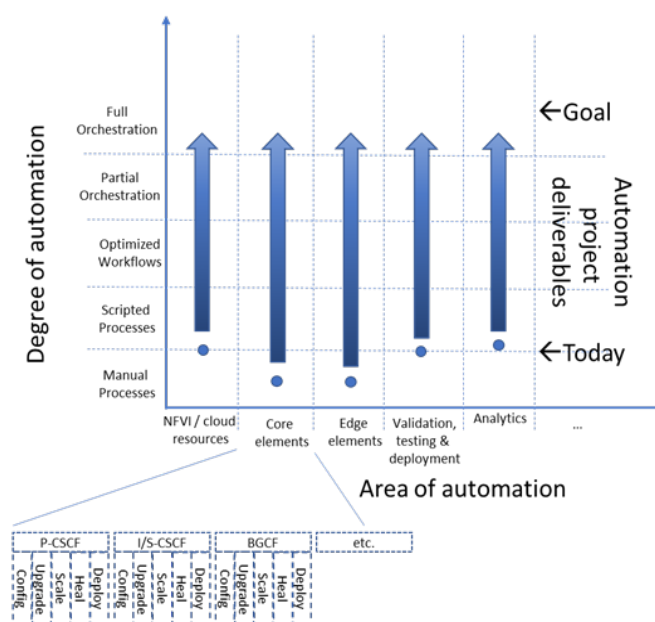 Degree of automation
Full
Orchestration
Partial
Orchestration
Optimized
Workflows
Scripted
Processes
Manual
Processes
←Goal
Automation
project
deliverables
←Today
NFVI / cloud
resources
Core
elements
Edge
elements
Validation,
testing &
deployment
Analytics
...
Area of automation
P-CSCF
I/S-CSCF
BGCF
etc.
Config
Upgrade
Scale
Heal
Deploy
Config
Upgrade
Scale
Heal
Deploy
Config
Upgrade
Scale
Heal
Deploy